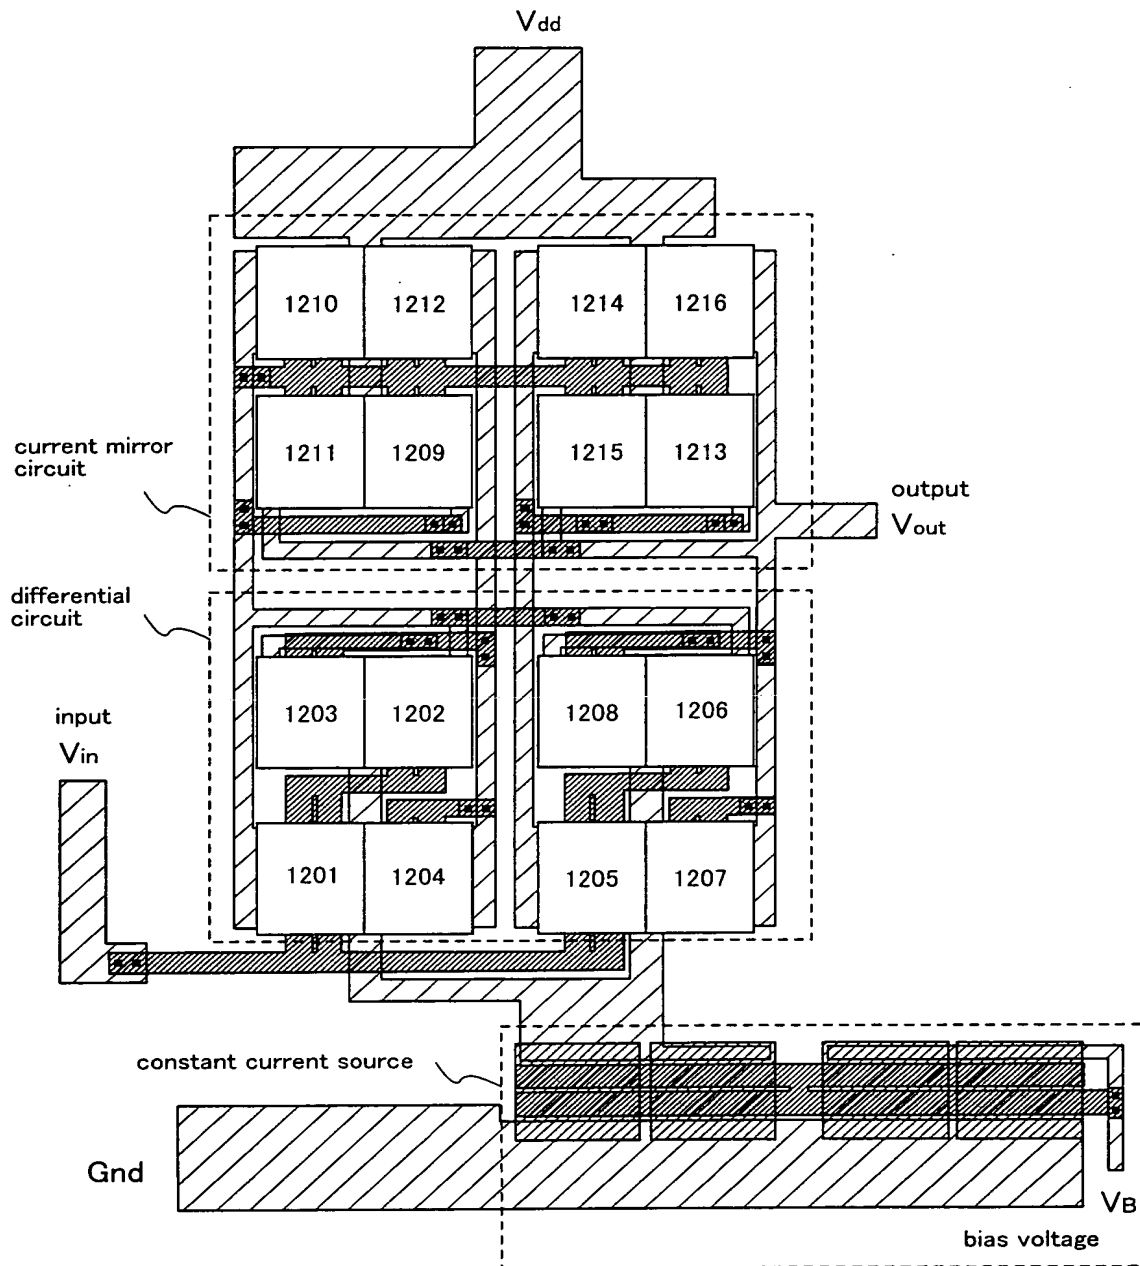 Vdd
1210 1212 1214 1216
1211 1209 1215 1213
current mirror
circuit
output
Vout
differential
circuit
1203 1202 1208 1206
input
Vin
1201 1204 1205 1207
constant current source
Gnd
VB
bias voltage